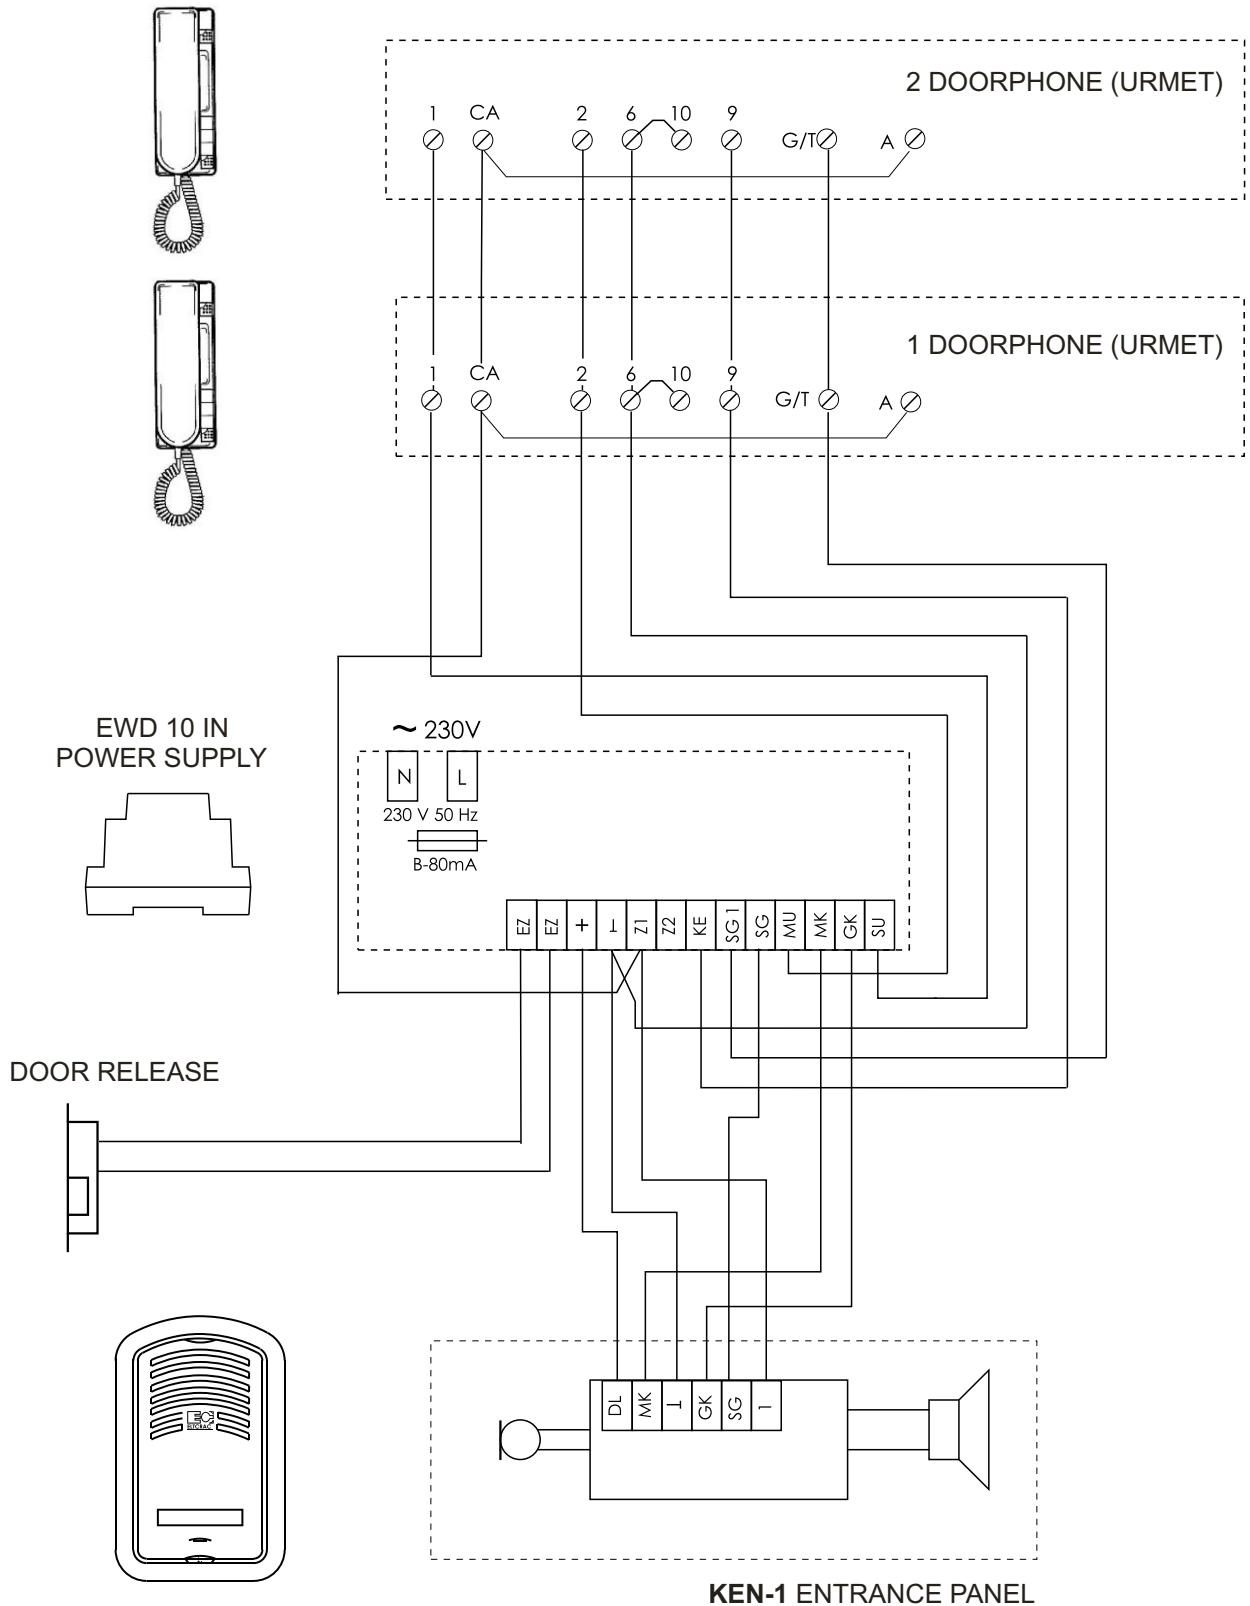 2 DOORPHONE (URMET)
1 CA 2 6 10 9
G/T A
1 DOORPHONE (URMET)
1 CA 2 6 10 9
G/T A
EWD 10 IN
POWER SUPPLY
~ 230V
N L
230 V 50 Hz
B-80mA
EZ EZ + ⊥ Z1 Z2 KE SG1 SG MU MK GK SU
DOOR RELEASE
DL MK ⊥ GK SG 1
EC
KEN-1 ENTRANCE PANEL